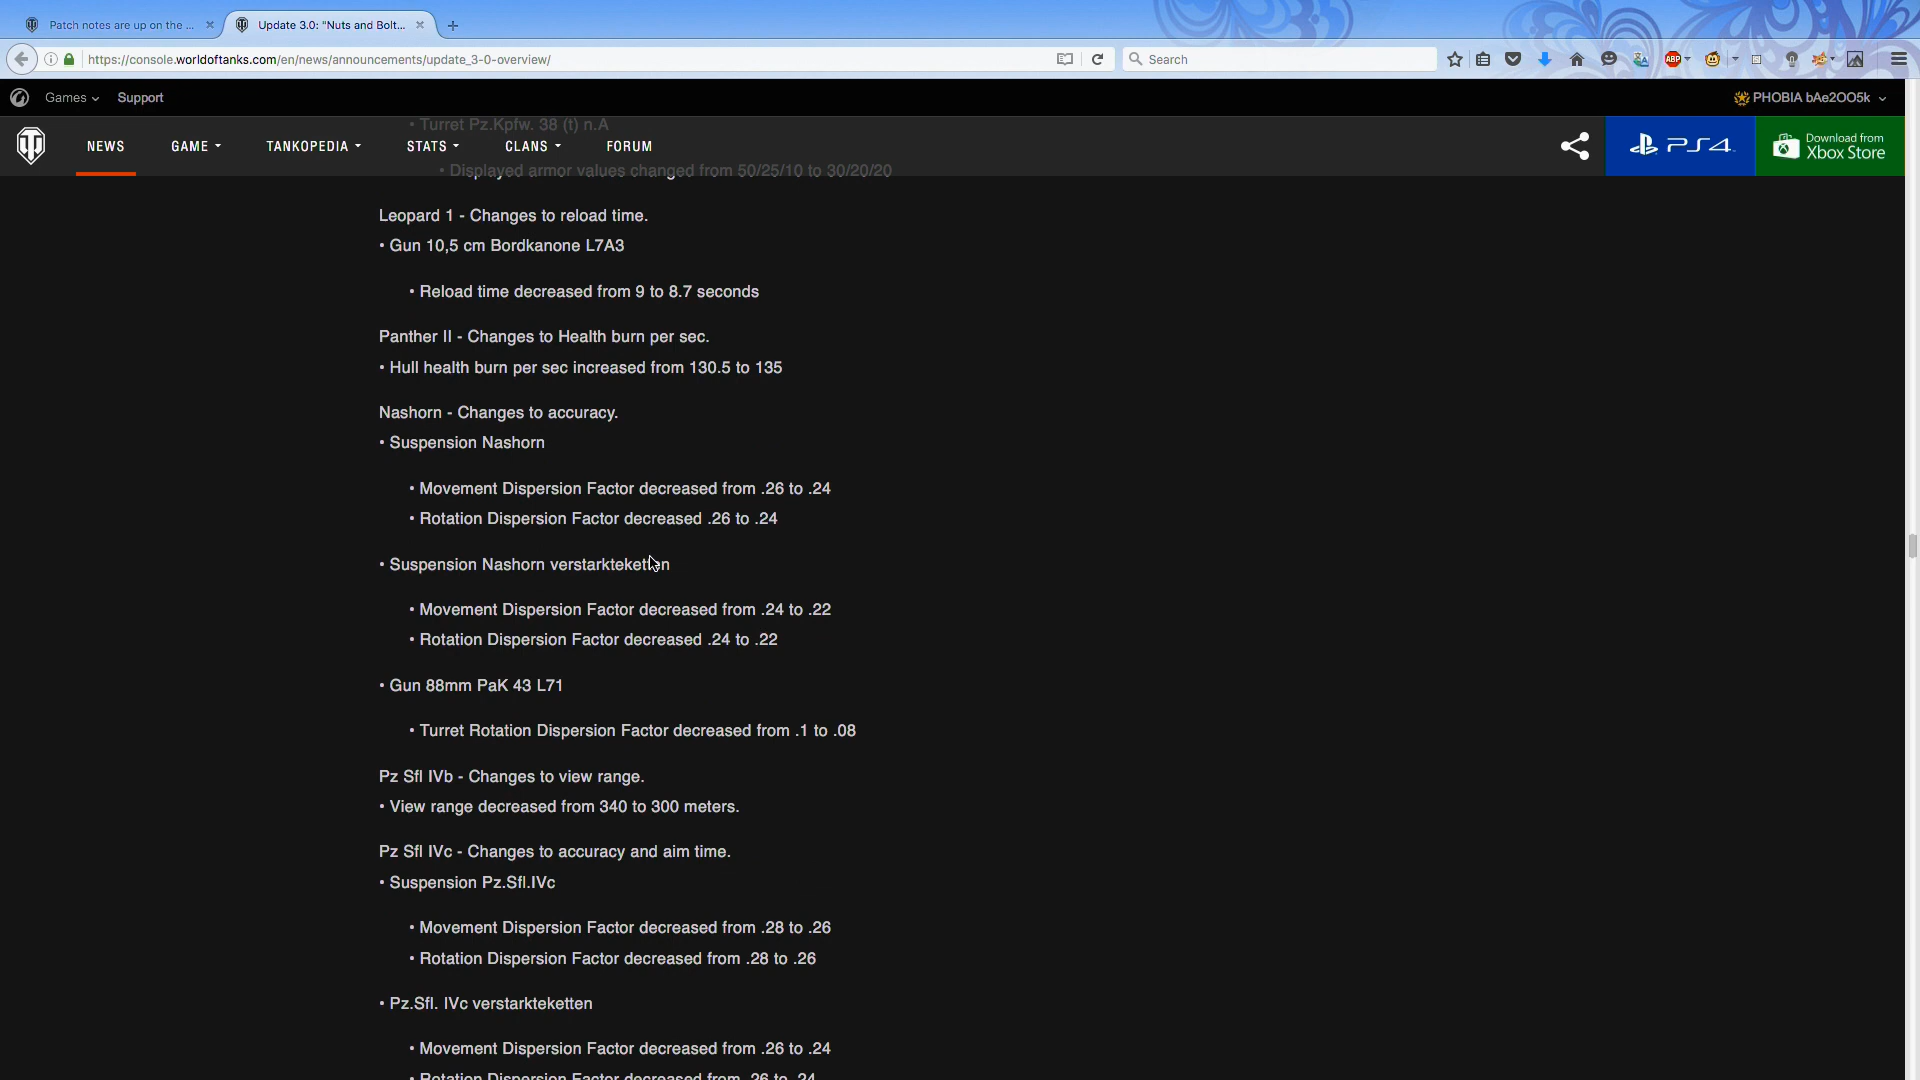 Patch notes are up on the ...
Update 3.0: "Nuts and Bolt...
https://console.worldoftanks.com/en/news/announcements/update_3-0-overview/
Search
ABP
Games
Support
PHOBIA bAe2OO5k
• Turret Pz.Kpfw. 38 (t) n.A
NEWS
GAME
TANKOPEDIA
STATS
CLANS
FORUM
PS4
Download from
Xbox Store
• Displayed armor values changed from 50/25/10 to 30/20/20
Leopard 1 - Changes to reload time.
• Gun 10,5 cm Bordkanone L7A3
• Reload time decreased from 9 to 8.7 seconds
Panther II - Changes to Health burn per sec.
• Hull health burn per sec increased from 130.5 to 135
Nashorn - Changes to accuracy.
• Suspension Nashorn
• Movement Dispersion Factor decreased from .26 to .24
• Rotation Dispersion Factor decreased .26 to .24
• Suspension Nashorn verstarkteketten
• Movement Dispersion Factor decreased from .24 to .22
• Rotation Dispersion Factor decreased .24 to .22
• Gun 88mm PaK 43 L71
• Turret Rotation Dispersion Factor decreased from .1 to .08
Pz Sfl IVb - Changes to view range.
• View range decreased from 340 to 300 meters.
Pz Sfl IVc - Changes to accuracy and aim time.
• Suspension Pz.Sfl.IVc
• Movement Dispersion Factor decreased from .28 to .26
• Rotation Dispersion Factor decreased from .28 to .26
• Pz.Sfl. IVc verstarkteketten
• Movement Dispersion Factor decreased from .26 to .24
• Rotation Dispersion Factor decreased from .26 to .24